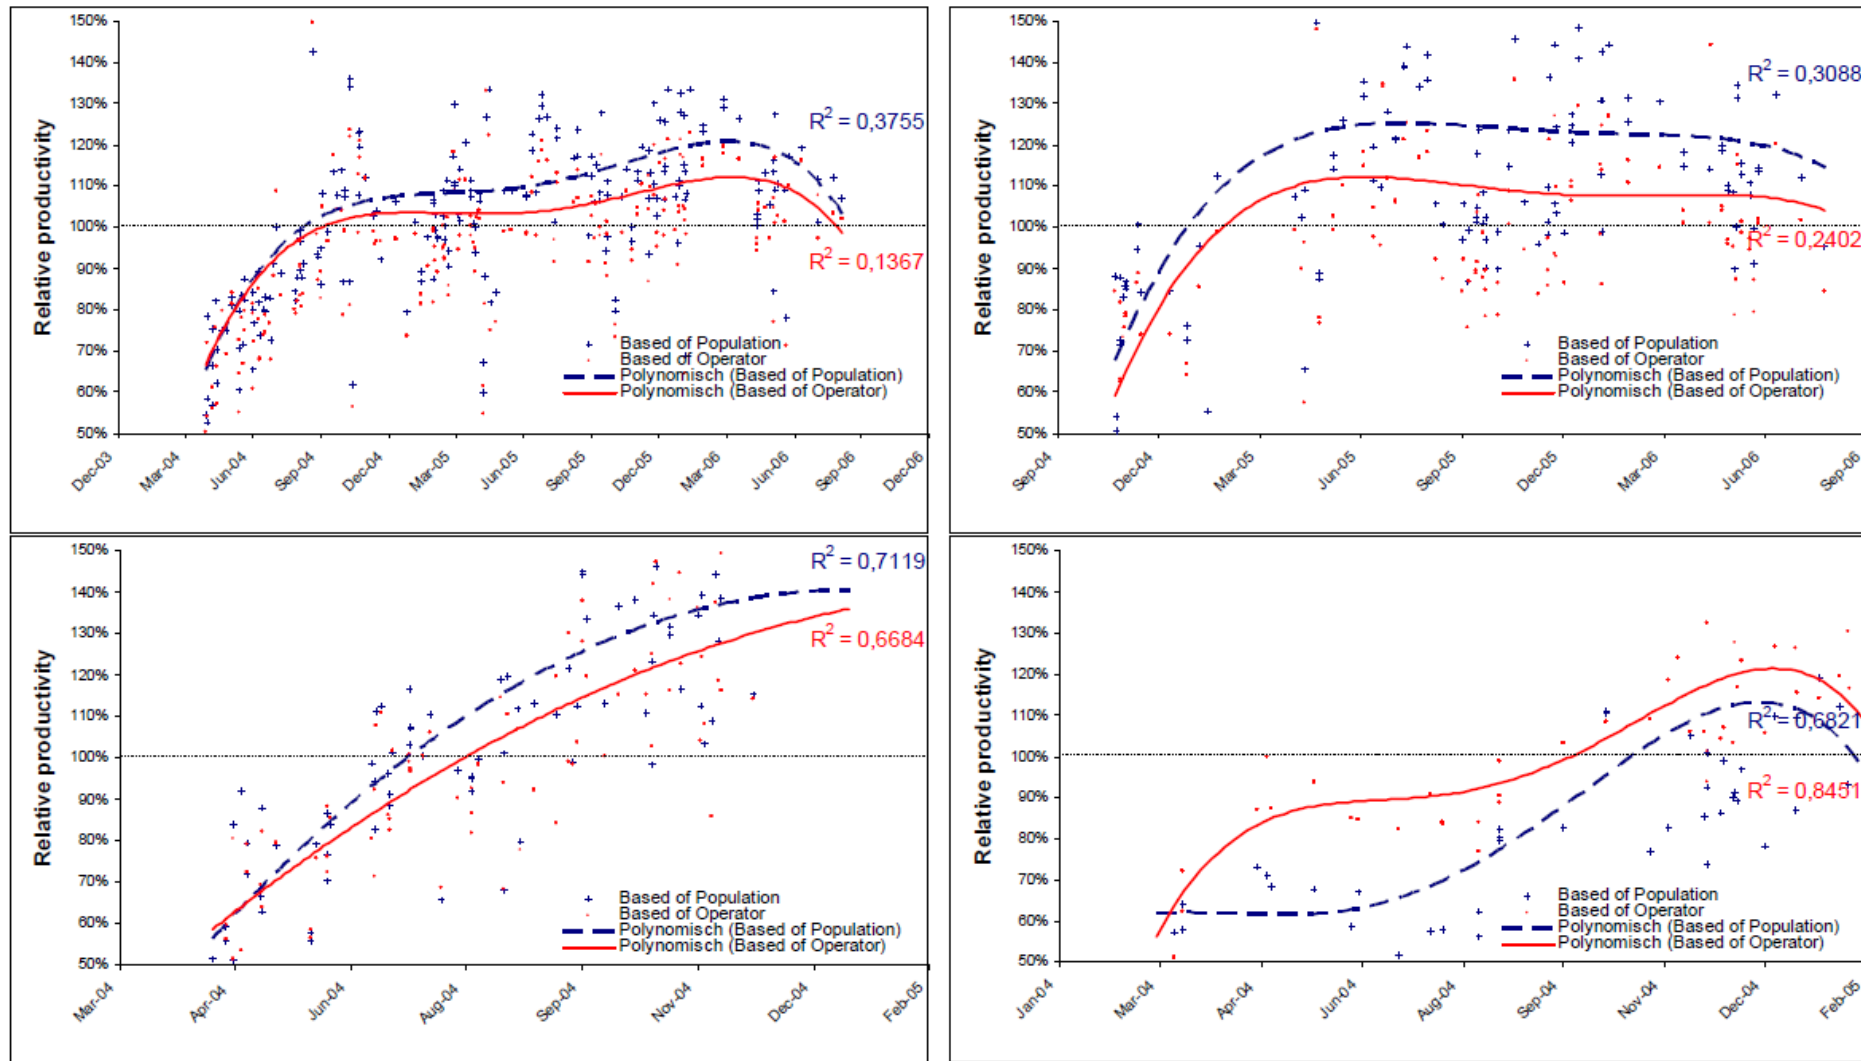 150%
140%
130%
120%
110%
100%
90%
80%
70%
60%
50%
Relative productivity
R² = 0,3755
R² = 0,1367
Based of Population
Based of Operator
Polynomisch (Based of Population)
Polynomisch (Based of Operator)
Dec-03
Mar-04
Jun-04
Sep-04
Dec-04
Mar-05
Jun-05
Sep-05
Dec-05
Mar-06
Jun-06
Sep-06
Dec-06
150%
140%
130%
120%
110%
100%
90%
80%
70%
60%
50%
Relative productivity
R² = 0,3088
R² = 0,2402
Based of Population
Based of Operator
Polynomisch (Based of Population)
Polynomisch (Based of Operator)
Sep-04
Dec-04
Mar-05
Jun-05
Sep-05
Dec-05
Mar-06
Jun-06
Sep-06
150%
140%
130%
120%
110%
100%
90%
80%
70%
60%
50%
Relative productivity
R² = 0,7119
R² = 0,6684
Based of Population
Based of Operator
Polynomisch (Based of Population)
Polynomisch (Based of Operator)
Mar-04
Apr-04
Jun-04
Aug-04
Sep-04
Nov-04
Dec-04
Feb-05
150%
140%
130%
120%
110%
100%
90%
80%
70%
60%
50%
Relative productivity
R² = 0,6821
R² = 0,8451
Based of Population
Based of Operator
Polynomisch (Based of Population)
Polynomisch (Based of Operator)
Jan-04
Mar-04
Apr-04
Jun-04
Aug-04
Sep-04
Nov-04
Dec-04
Feb-05